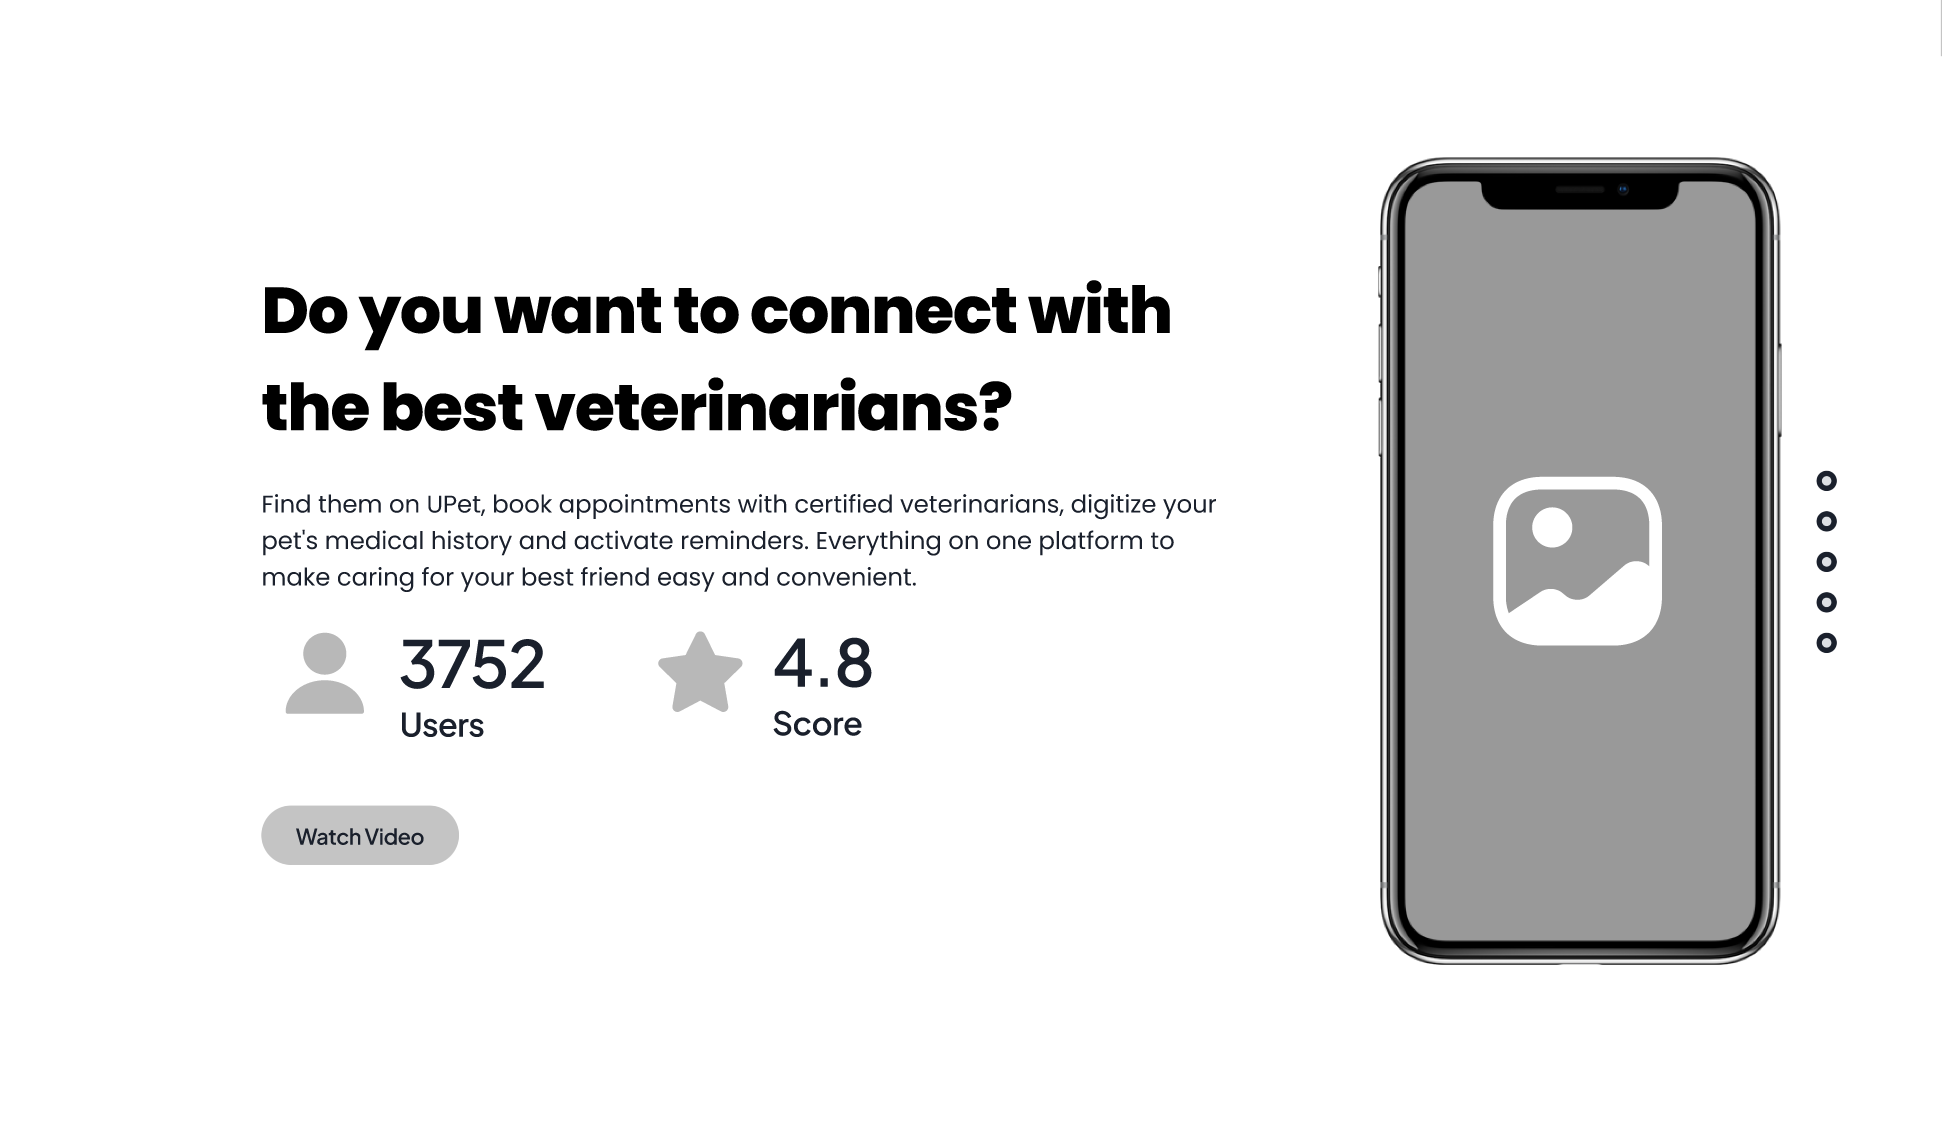 Do you want to connect with
the best veterinarians?
Find them on UPet, book appointments with certified veterinarians, digitize your
pet's medical history and activate reminders. Everything on one platform to
make caring for your best friend easy and convenient.
3752
Users
4.8
Score
Watch Video